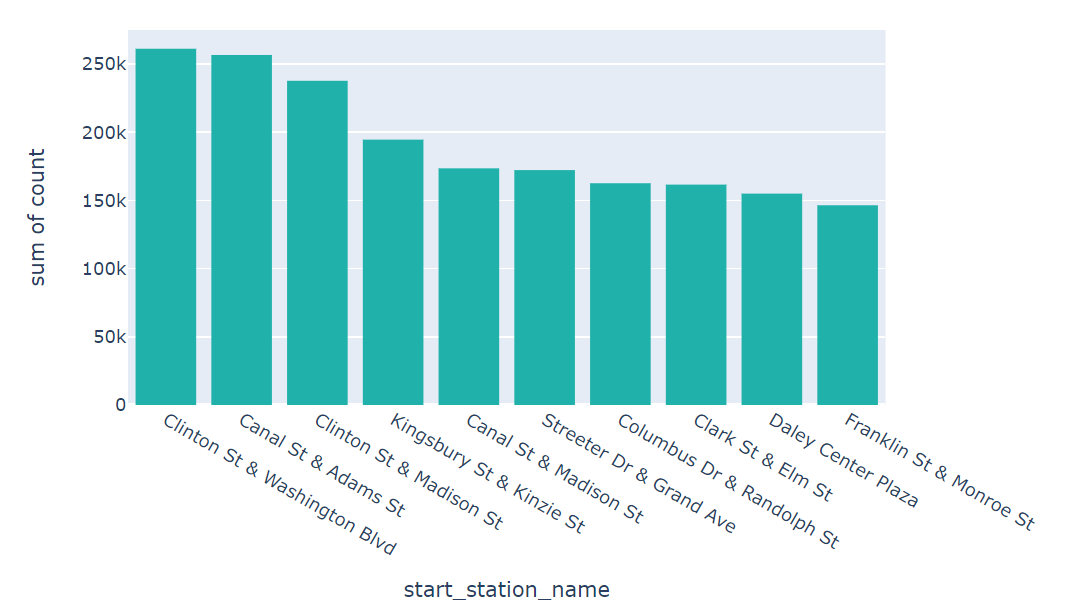 sum of count
250k
200k
150k
100k
50k
0
Clinton St & Washington Blvd
Canal St & Adams St
Clinton St & Madison St
Kingsbury St & Kinzie St
Canal St & Madison St
Streeter Dr & Grand Ave
Columbus Dr & Randolph St
Clark St & Elm St
Daley Center Plaza
Franklin St & Monroe St
start_station_name